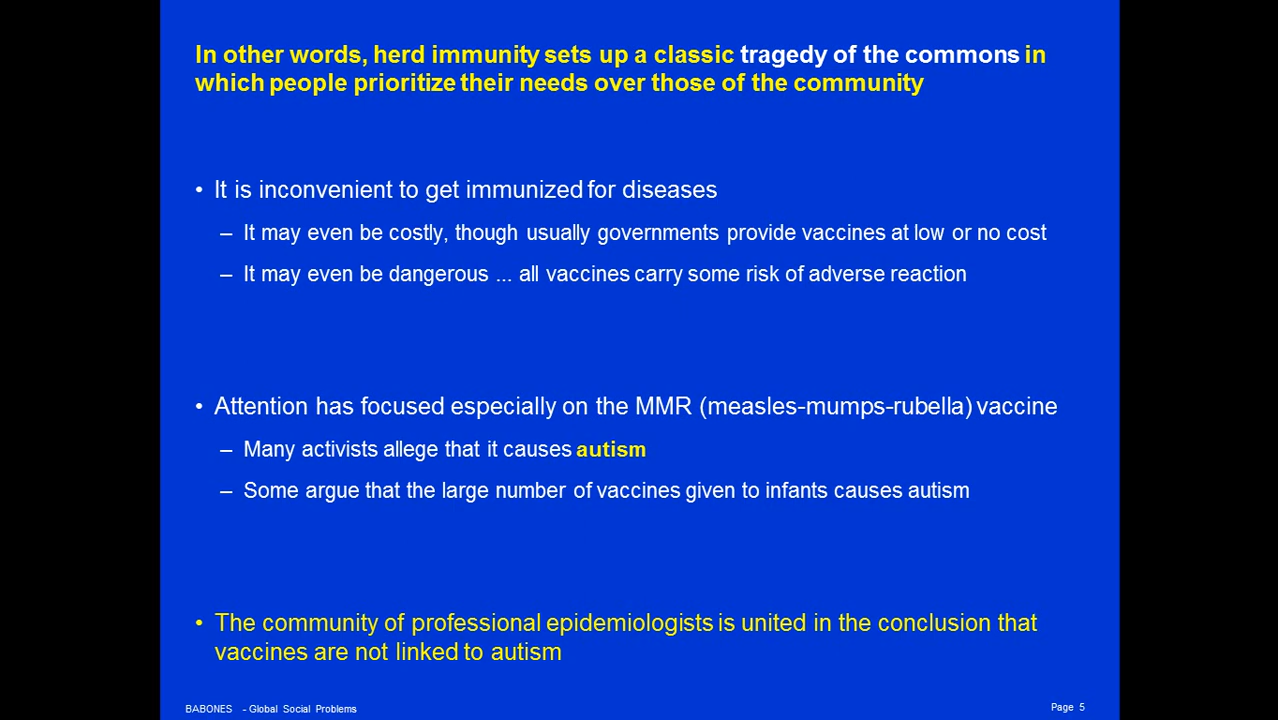 In other words, herd immunity sets up a classic tragedy of the commons in
which people prioritize their needs over those of the community
• It is inconvenient to get immunized for diseases
– It may even be costly, though usually governments provide vaccines at low or no cost
– It may even be dangerous ... all vaccines carry some risk of adverse reaction
• Attention has focused especially on the MMR (measles-mumps-rubella) vaccine
– Many activists allege that it causes autism
– Some argue that the large number of vaccines given to infants causes autism
• The community of professional epidemiologists is united in the conclusion that
vaccines are not linked to autism
BABONES - Global Social Problems
Page 5